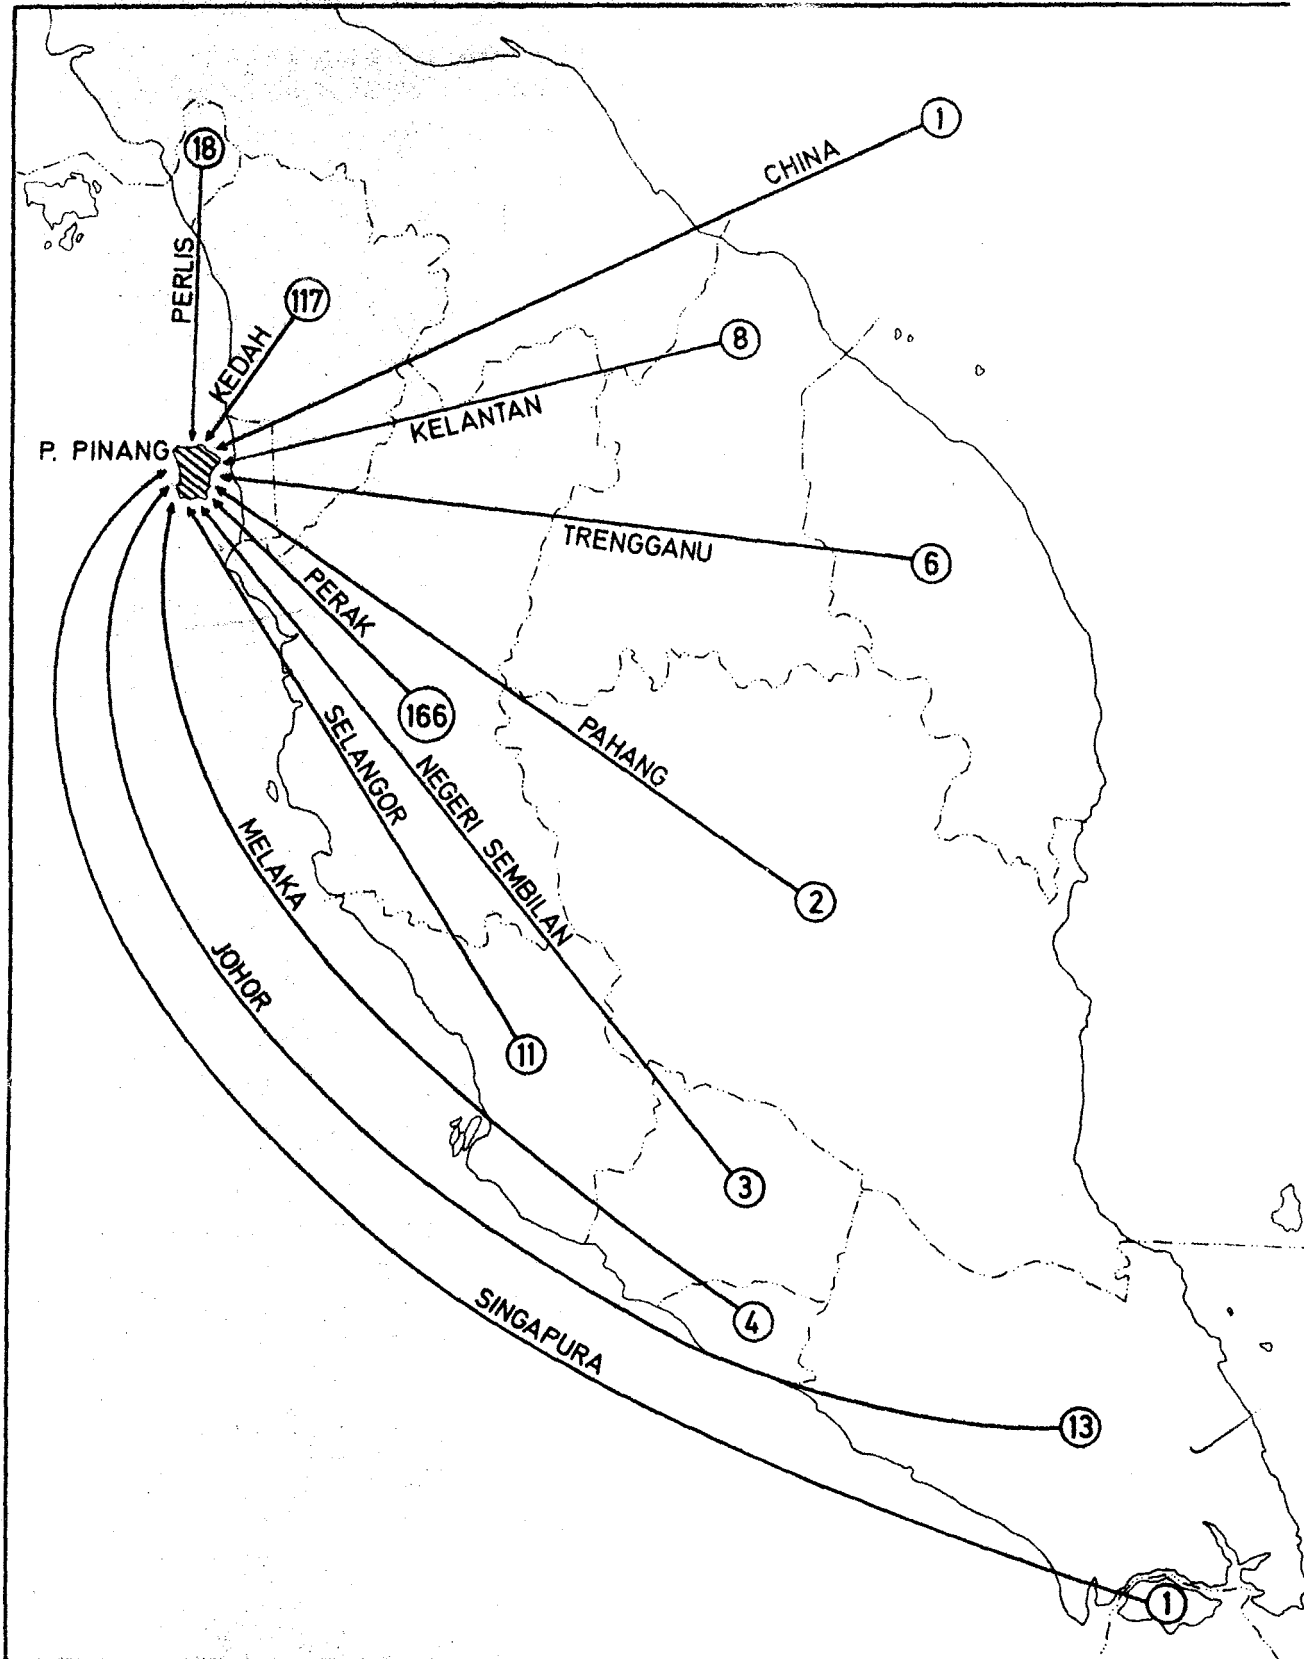 1
CHINA
18
PERLIS
117
KEDAH
8
KELANTAN
P. PINANG
TRENGGANU
6
PERAK
166
PAHANG
2
SELANGOR
11
NEGERI SEMBILAN
3
MELAKA
4
JOHOR
13
SINGAPURA
1